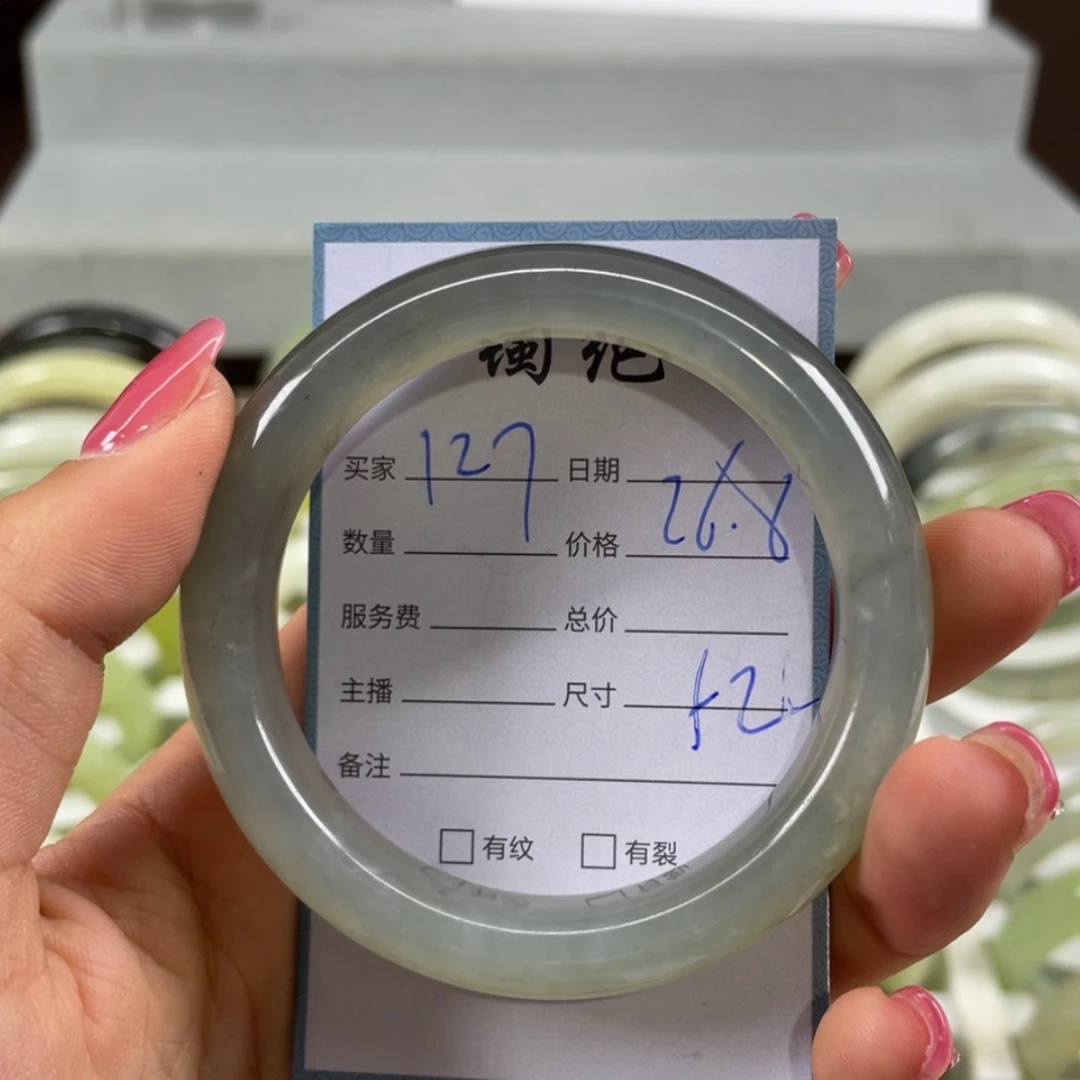 买家 127 日期
数量 价格 26.8
服务费 总价
主播 尺寸 52
备注
□ 有纹 □ 有裂